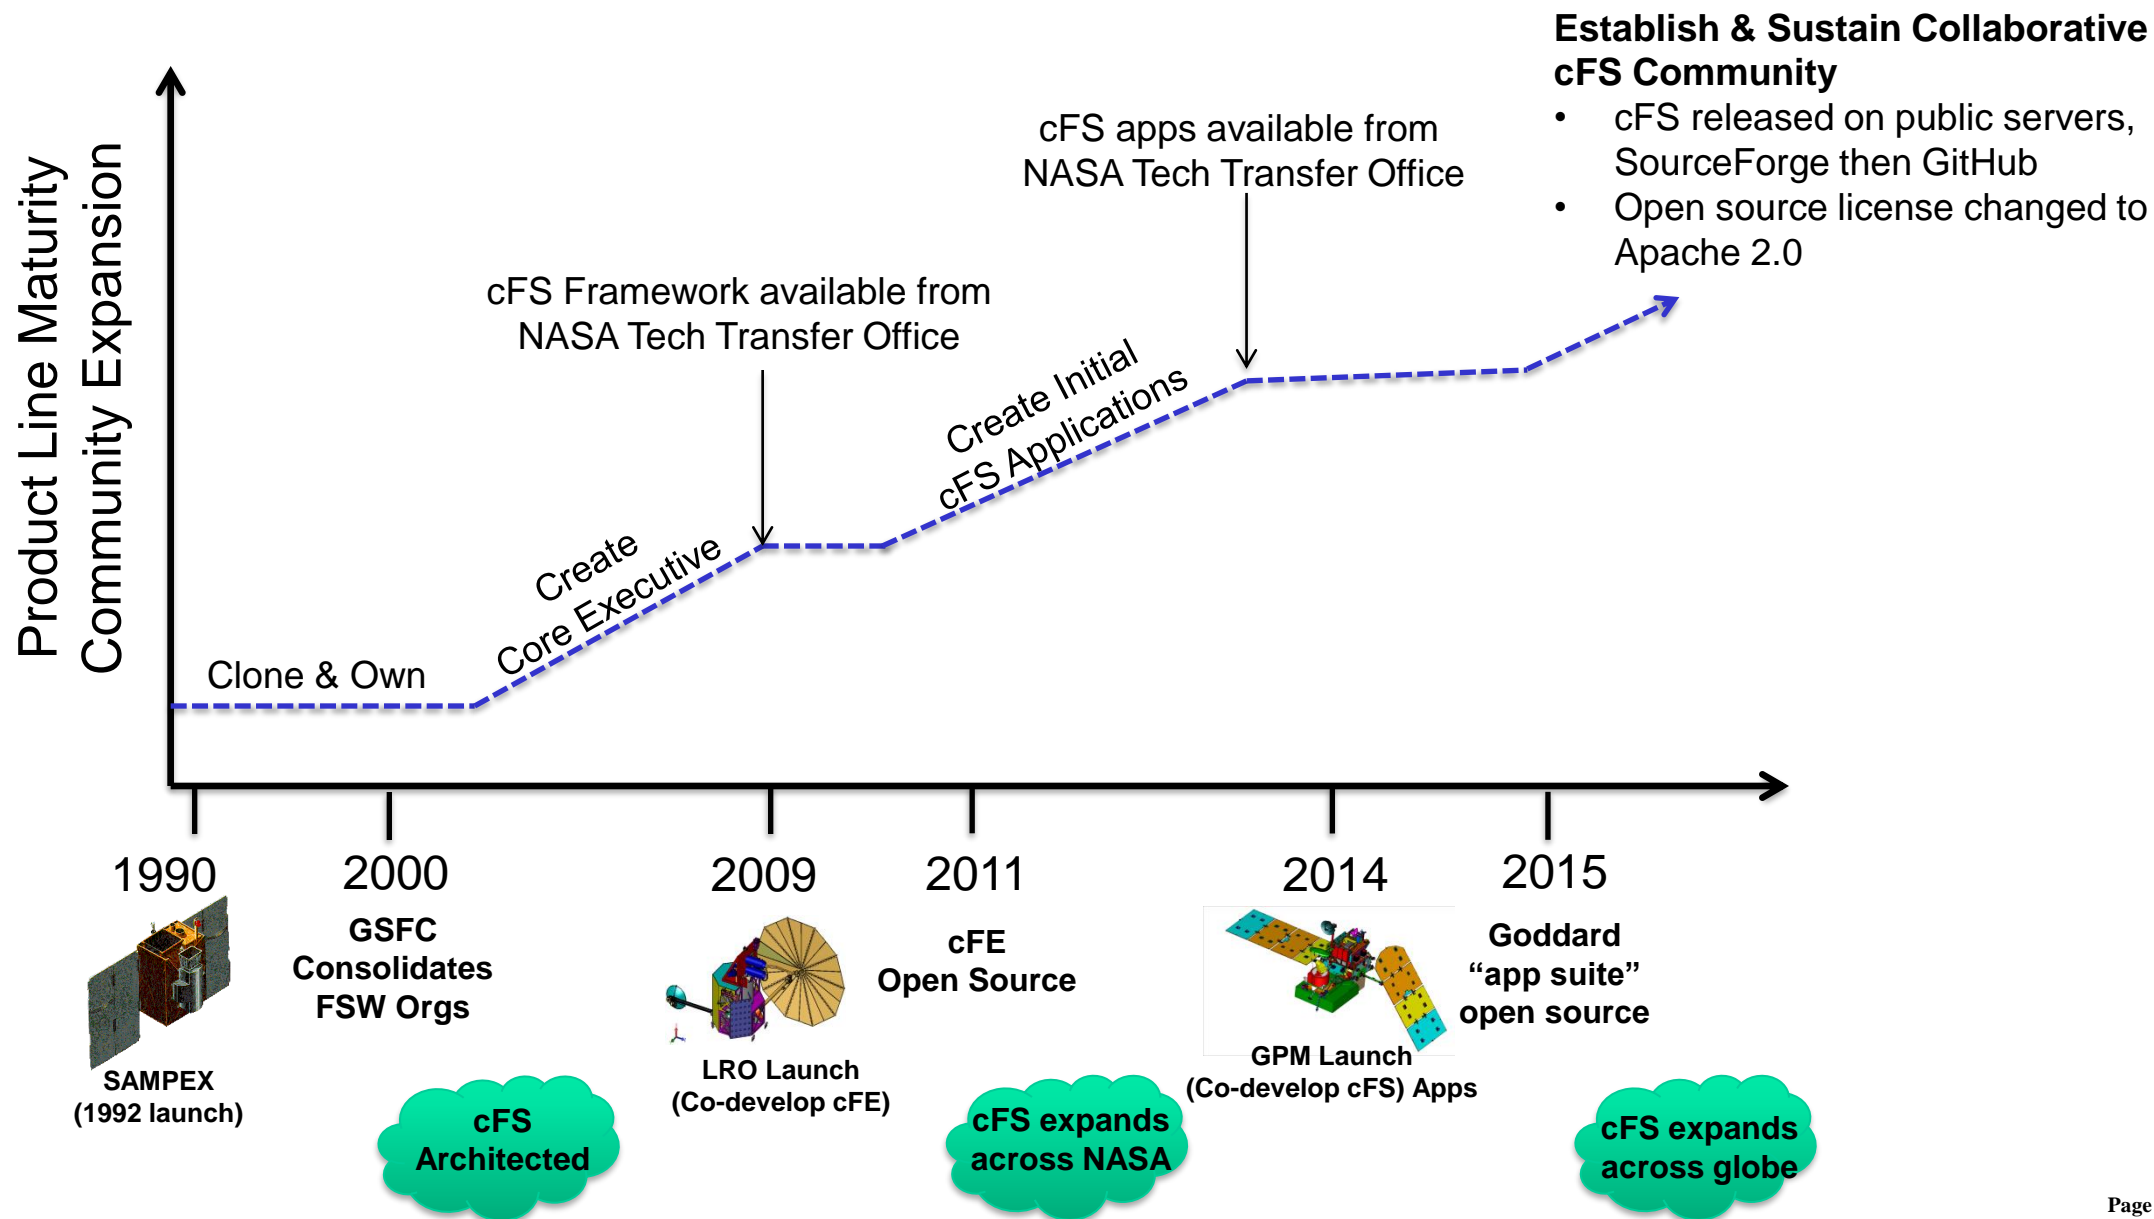 Establish & Sustain Collaborative
cFS Community
• cFS released on public servers,
SourceForge then GitHub
• Open source license changed to
Apache 2.0
cFS apps available from
NASA Tech Transfer Office
cFS Framework available from
NASA Tech Transfer Office
Product Line Maturity
Community Expansion
Create Initial
cFS Applications
Create
Core Executive
Clone & Own
1990
2000
2009
2011
2014
2015
SAMPEX
(1992 launch)
GSFC
Consolidates
FSW Orgs
LRO Launch
(Co-develop cFE)
cFE
Open Source
GPM Launch
(Co-develop cFS) Apps
Goddard
“app suite”
open source
cFS
Architected
cFS expands
across NASA
cFS expands
across globe
Page